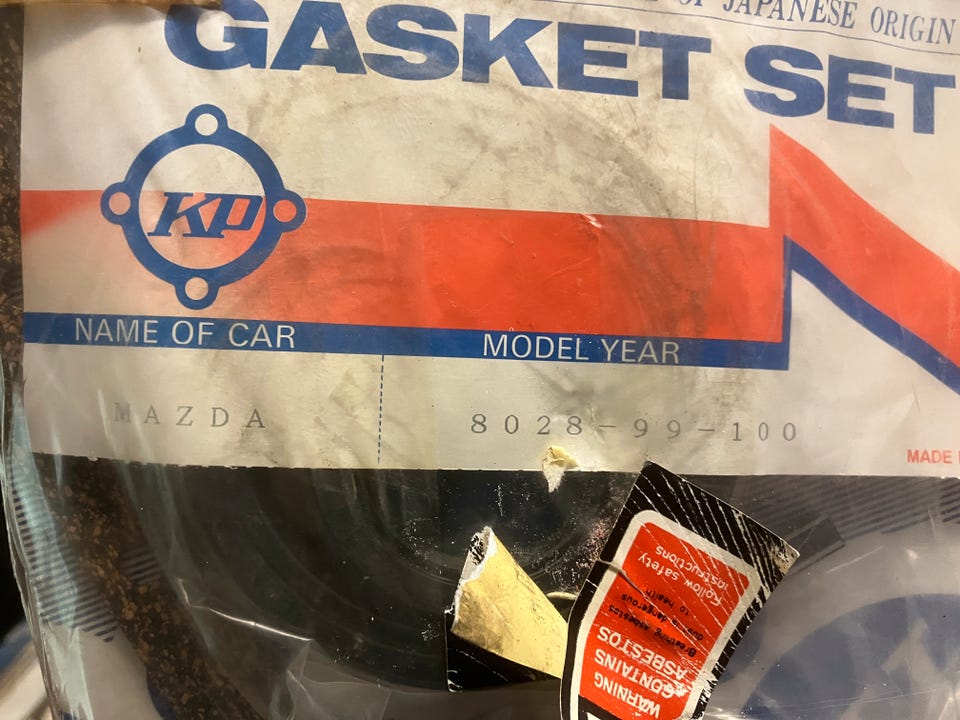 OF JAPANESE ORIGIN
GASKET SET
KP
NAME OF CAR
MODEL YEAR
MAZDA
8028-99-100
MADE
WARNING
CONTAINS
ASBESTOS
Breathing asbestos
dust is dangerous
to health
Follow safety
instructions